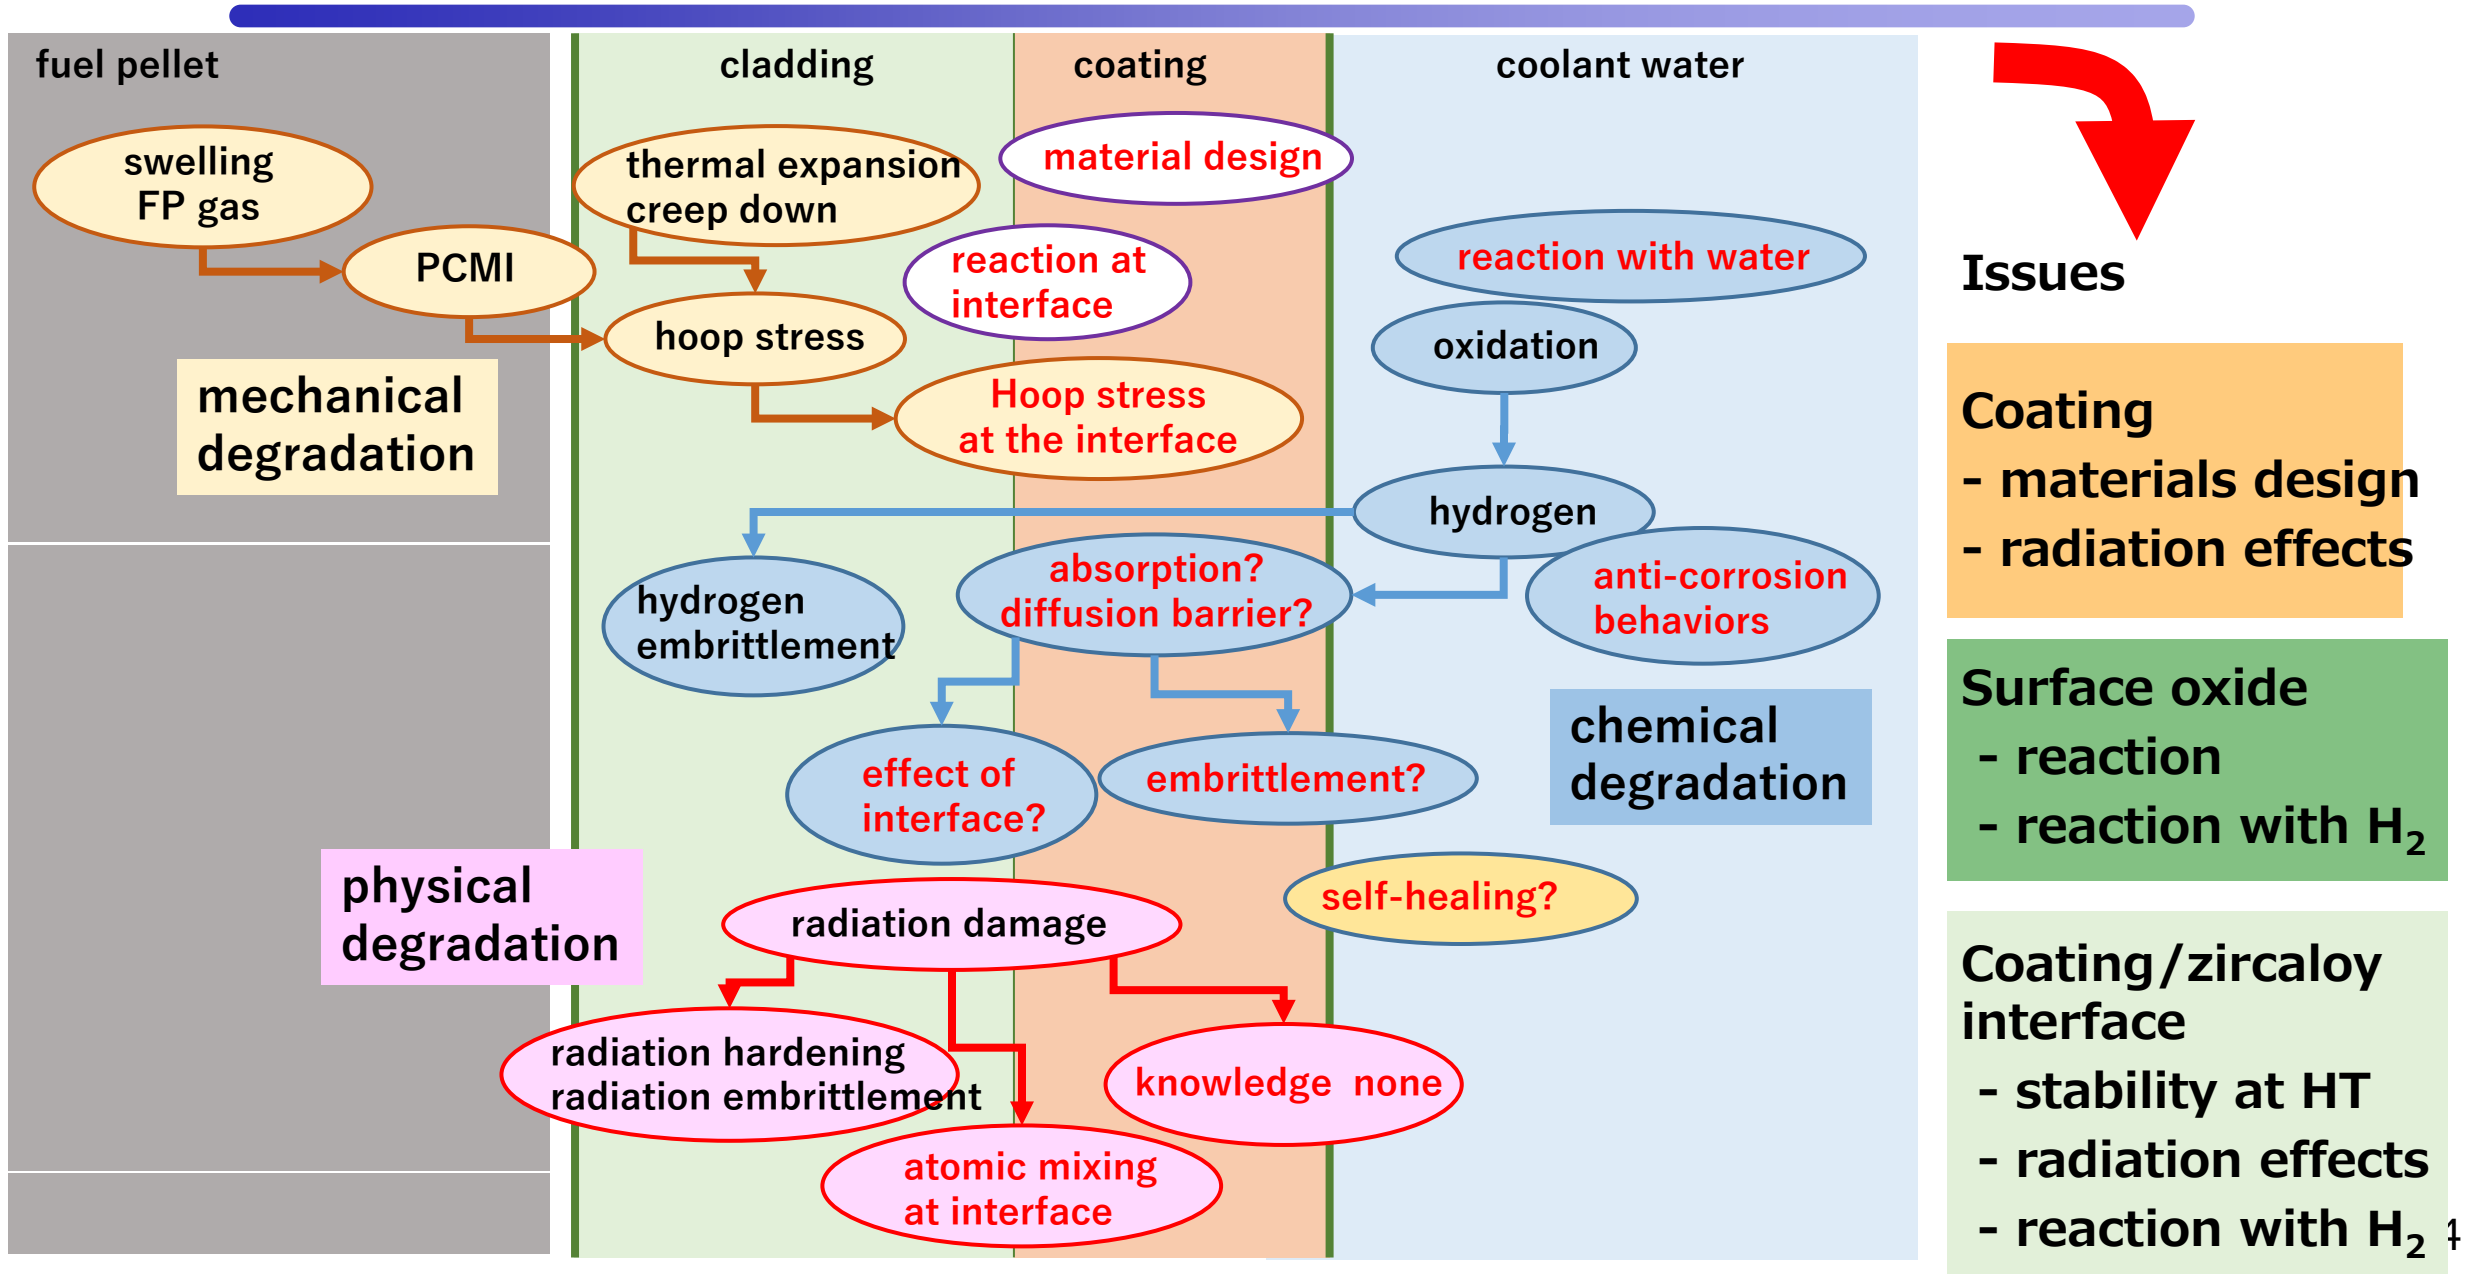 fuel pellet
cladding
coating
coolant water
swelling
FP gas
PCMI
thermal expansion
creep down
hoop stress
material design
reaction at
interface
Hoop stress
at the interface
mechanical
degradation
reaction with water
oxidation
hydrogen
anti-corrosion
behaviors
hydrogen
embrittlement
absorption?
diffusion barrier?
effect of
interface?
embrittlement?
chemical
degradation
self-healing?
physical
degradation
radiation damage
radiation hardening
radiation embrittlement
knowledge  none
atomic mixing
at interface
Issues
Coating
- materials design
- radiation effects
Surface oxide
- reaction
- reaction with H₂
Coating/zircaloy
interface
- stability at HT
- radiation effects
- reaction with H₂
4